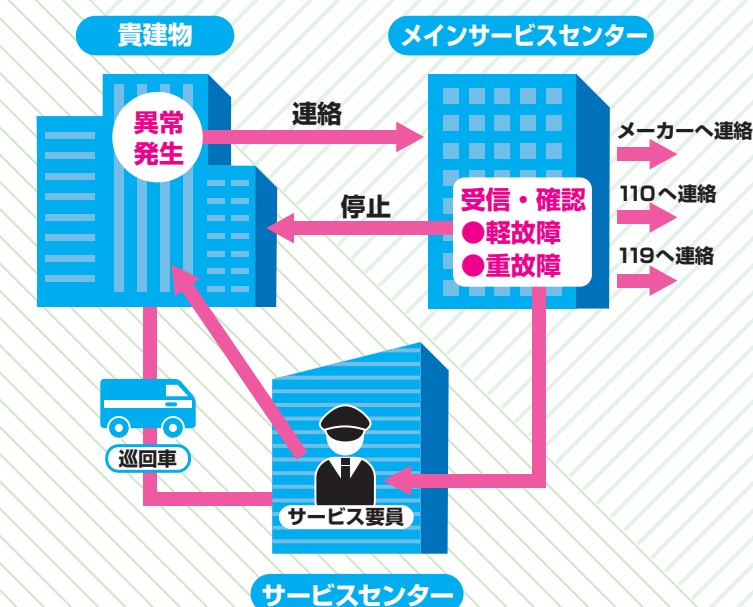 貴建物
メインサービスセンター
異常
発生
連絡
メーカーへ連絡
110へ連絡
119へ連絡
停止
受信・確認
●軽故障
●重故障
巡回車
サービス要員
サービスセンター